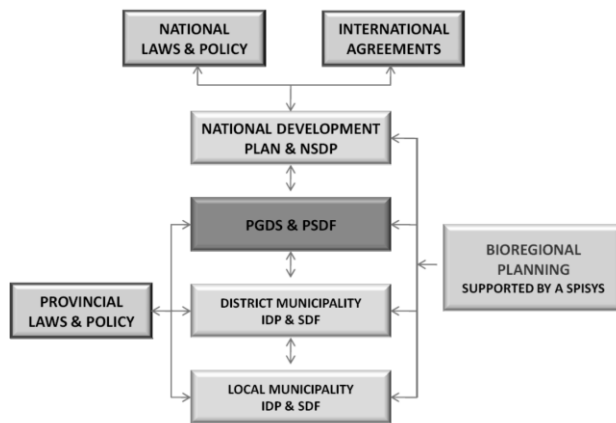 NATIONAL
LAWS & POLICY
INTERNATIONAL
AGREEMENTS
NATIONAL DEVELOPMENT
PLAN & NSDP
PGDS & PSDF
BIOREGIONAL
PLANNING
SUPPORTED BY A SPISYS
PROVINCIAL
LAWS & POLICY
DISTRICT MUNICIPALITY
IDP & SDF
LOCAL MUNICIPALITY
IDP & SDF